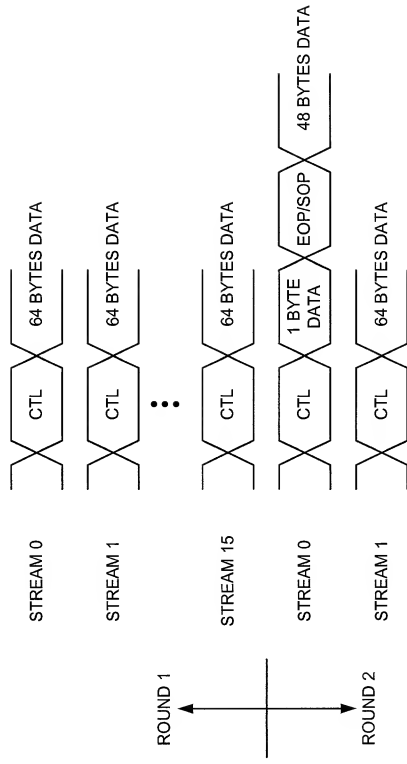 STREAM 0 CTL 64 BYTES DATA
STREAM 1 CTL 64 BYTES DATA
ROUND 1
•••
STREAM 15 CTL 64 BYTES DATA
STREAM 0 CTL 1 BYTE DATA EOP/SOP 48 BYTES DATA
ROUND 2
STREAM 1 CTL 64 BYTES DATA